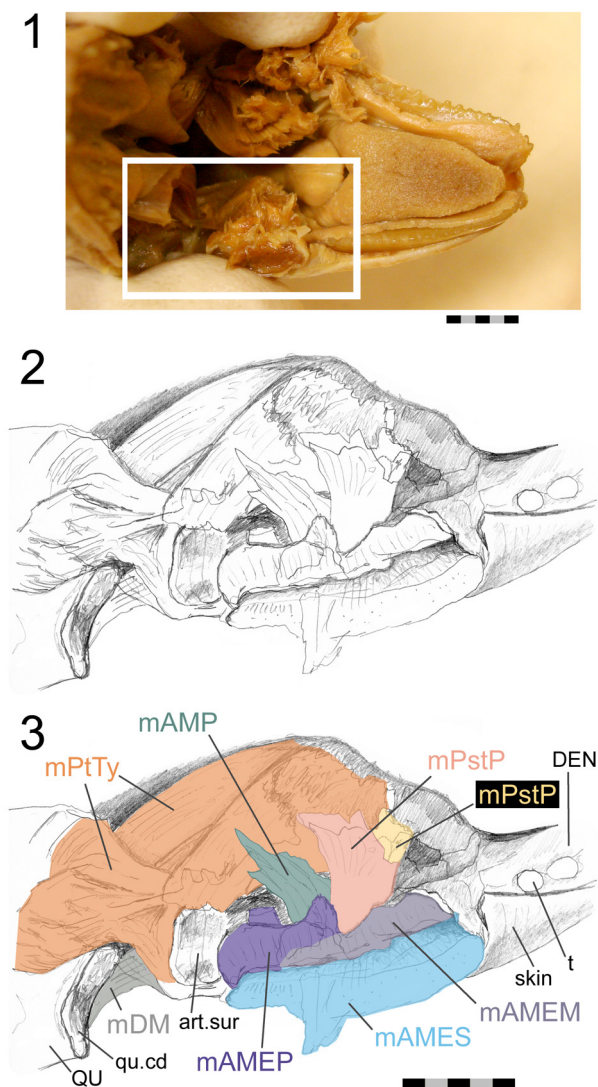 1
2
3
mAMP
mPtTy
mPstP
DEN
mPstP
t
skin
mDM
art.sur
mAMEM
qu.cd
mAMES
QU
mAMEP